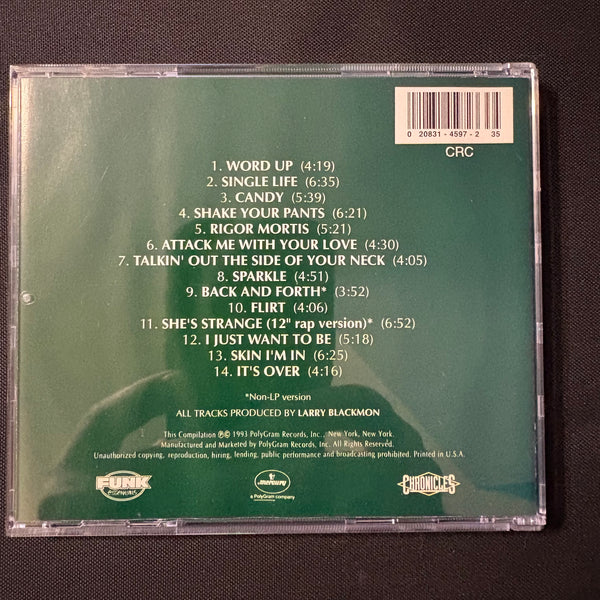 0 20831-4597-2 35
CRC
1. WORD UP (4:19)
2. SINGLE LIFE (6:35)
3. CANDY (5:39)
4. SHAKE YOUR PANTS (6:21)
5. RIGOR MORTIS (5:21)
6. ATTACK ME WITH YOUR LOVE (4:30)
7. TALKIN' OUT THE SIDE OF YOUR NECK (4:05)
8. SPARKLE (4:51)
9. BACK AND FORTH* (3:52)
10. FLIRT (4:06)
11. SHE'S STRANGE (12" rap version)* (6:52)
12. I JUST WANT TO BE (5:18)
13. SKIN I'M IN (6:25)
14. IT'S OVER (4:16)
*Non-LP version
ALL TRACKS PRODUCED BY LARRY BLACKMON
This Compilation ℗© 1993 PolyGram Records, Inc., New York, New York.
Manufactured and Marketed by PolyGram Records, Inc. All Rights Reserved.
Unauthorized copying, reproduction, hiring, lending, public performance and broadcasting prohibited. Printed in U.S.A.
FUNK
ESSENTIALS
mercury
a PolyGram company
CHRONICLES